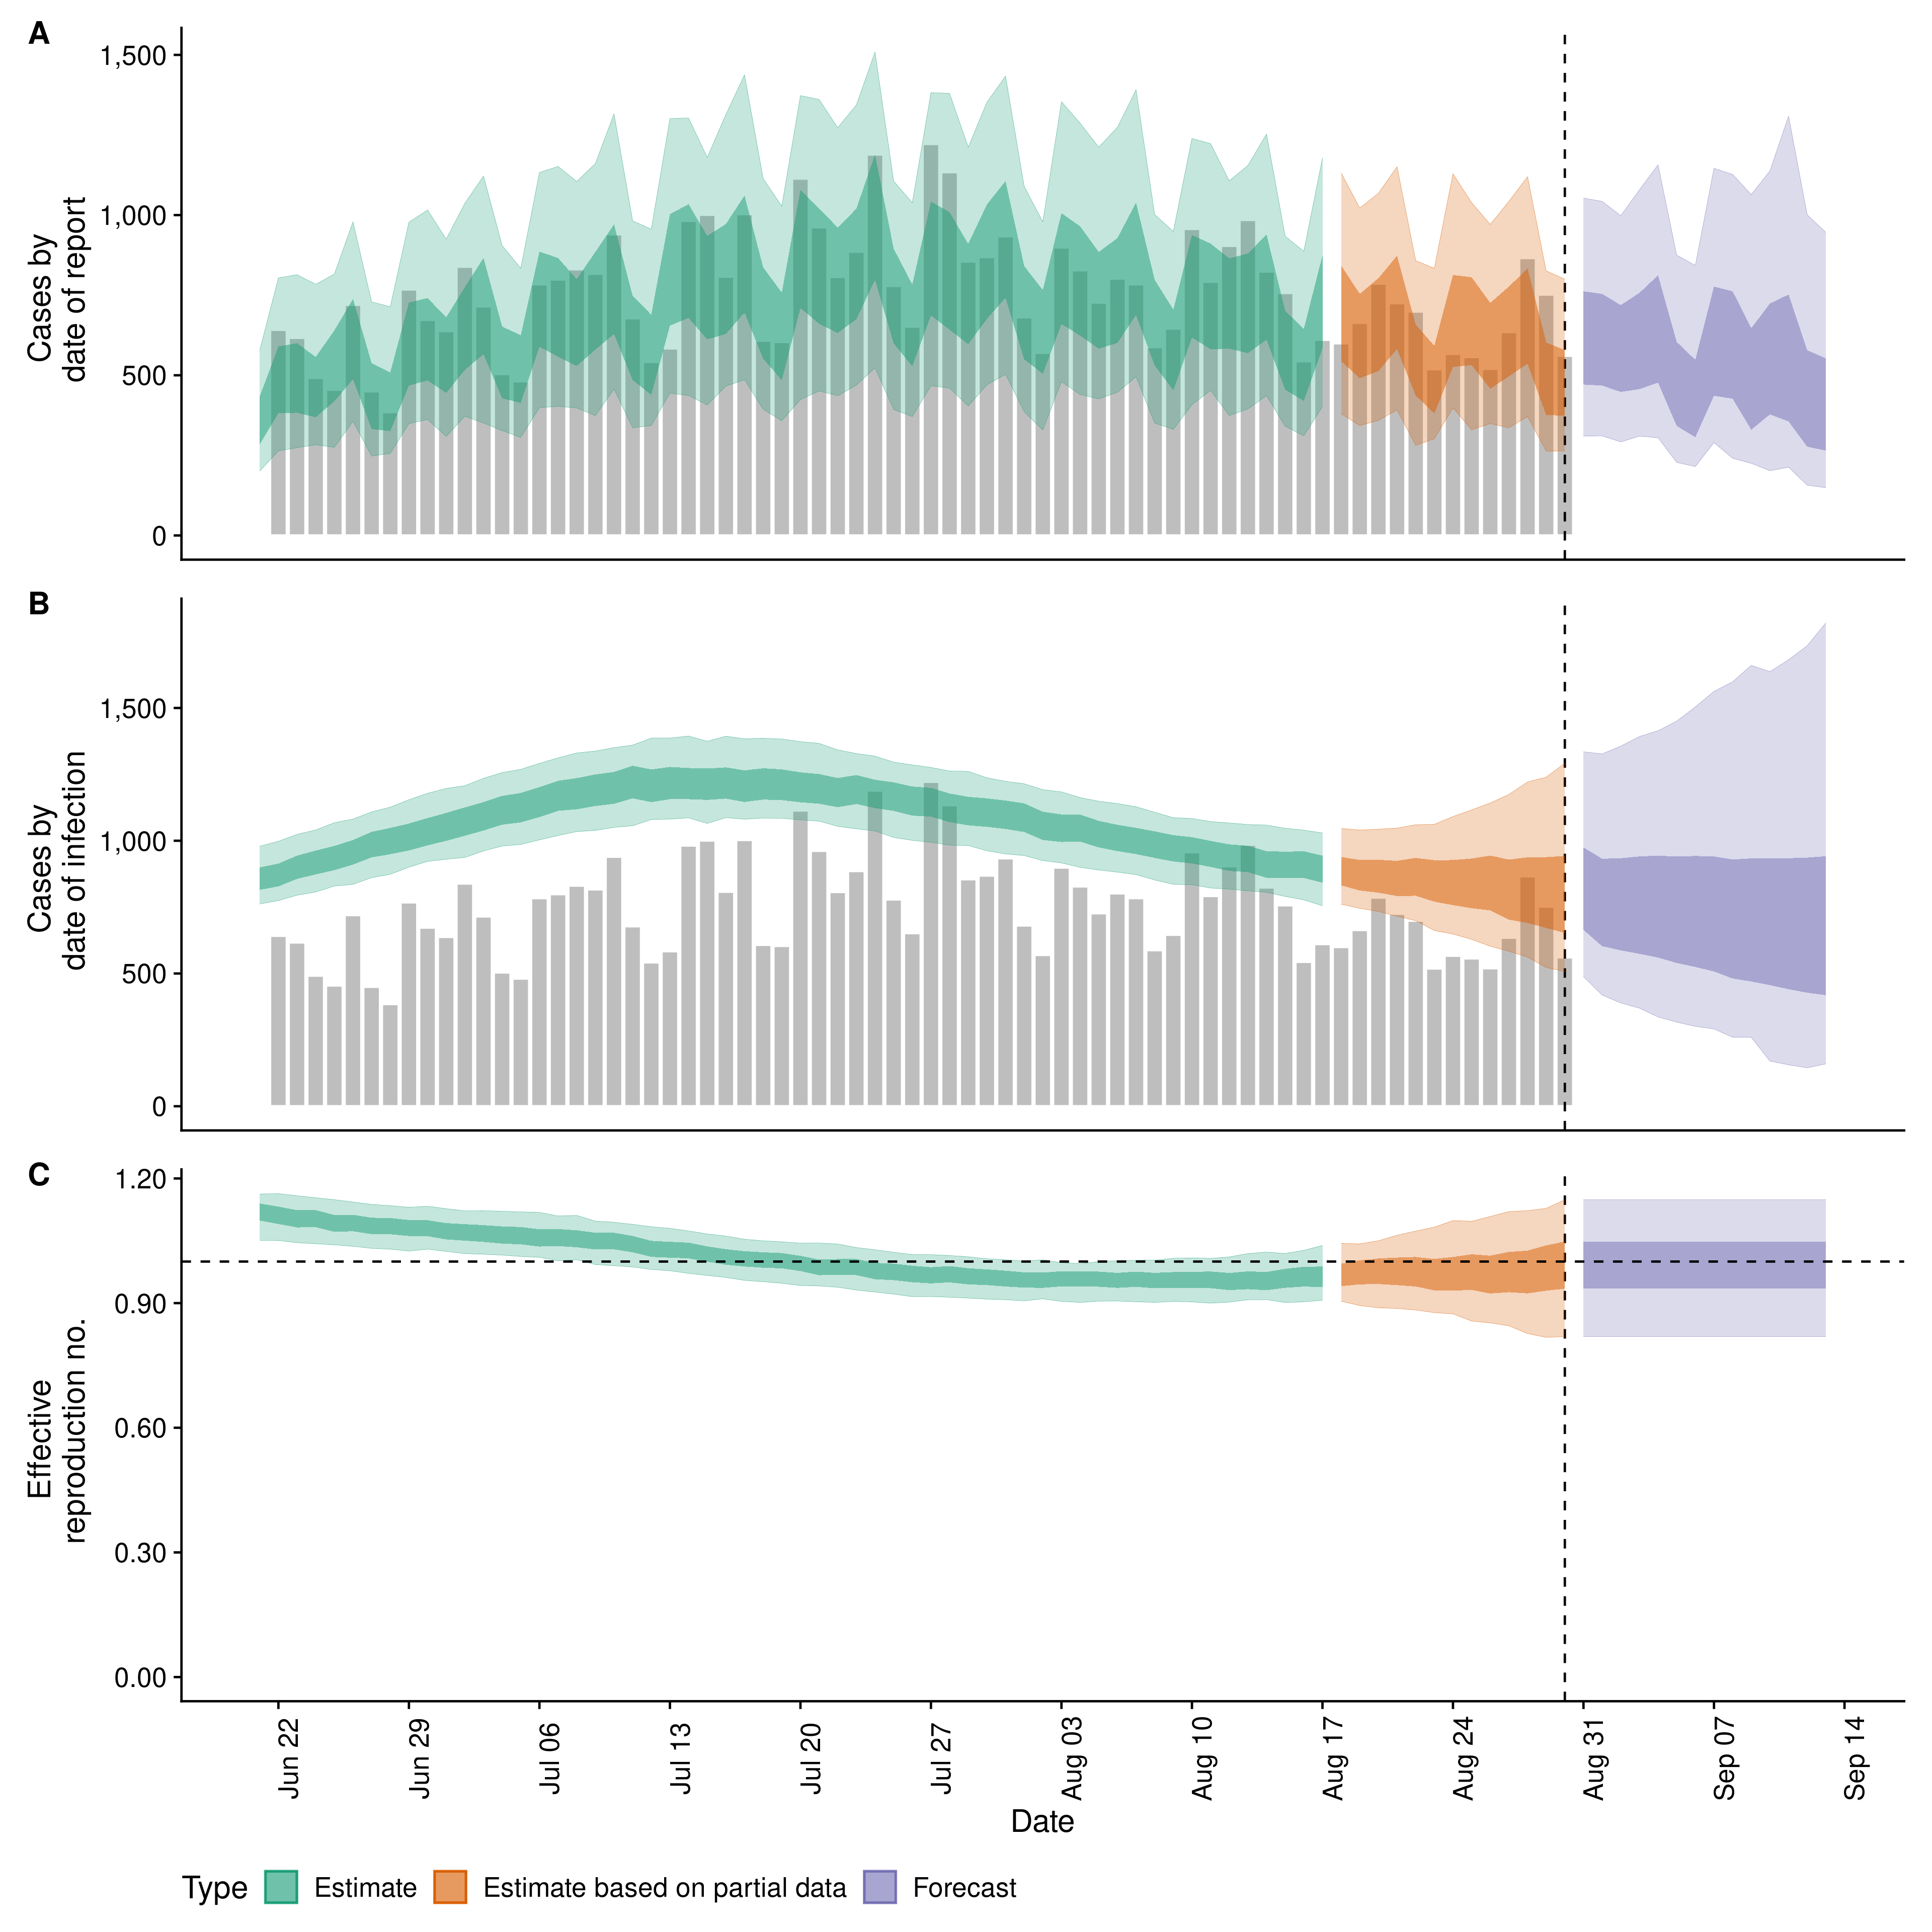 A
1,500
1,000
500
0
Cases by
date of report
B
1,500
1,000
500
0
Cases by
date of infection
C
1.20
0.90
0.60
0.30
0.00
Effective
reproduction no.
Jun 22
Jun 29
Jul 06
Jul 13
Jul 20
Jul 27
Aug 03
Aug 10
Aug 17
Aug 24
Aug 31
Sep 07
Sep 14
Date
Type Estimate Estimate based on partial data Forecast